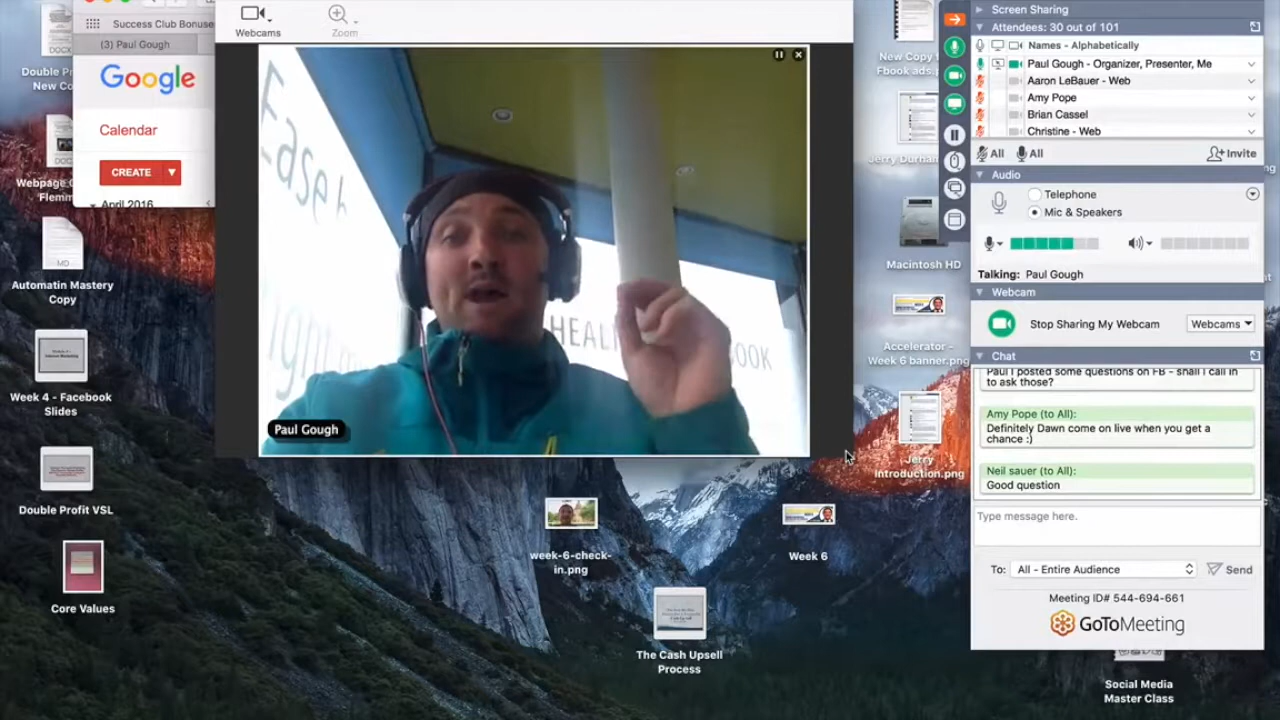 Success Club Bonuse
(3) Paul Gough
Google
Calendar
CREATE
April 2016
Webcams
Zoom
Ease
HEAL
OOK
Paul Gough
DOCX
Double Pr
New Co
Webpage C
Flemm
MD
Automatin Mastery
Copy
Week 4 - Facebook
Slides
Double Profit VSL
Core Values
week-6-check-
in.png
Week 6
The Cash Upsell
Process
New Copy
Fbook ads.
Jerry Durha
Macintosh HD
Accelerator -
Week 6 banner.png
Jerry
Introduction.png
Social Media
Master Class
Screen Sharing
Attendees: 30 out of 101
Names - Alphabetically
Paul Gough - Organizer, Presenter, Me
Aaron LeBauer - Web
Amy Pope
Brian Cassel
Christine - Web
All
All
Invite
Audio
Telephone
Mic & Speakers
Talking: Paul Gough
Webcam
Stop Sharing My Webcam
Webcams
Chat
Paul I posted some questions on FB - shall I call in
to ask those?
Amy Pope (to All):
Definitely Dawn come on live when you get a
chance :)
Neil sauer (to All):
Good question
Type message here.
To:
All - Entire Audience
Send
Meeting ID# 544-694-661
GoToMeeting